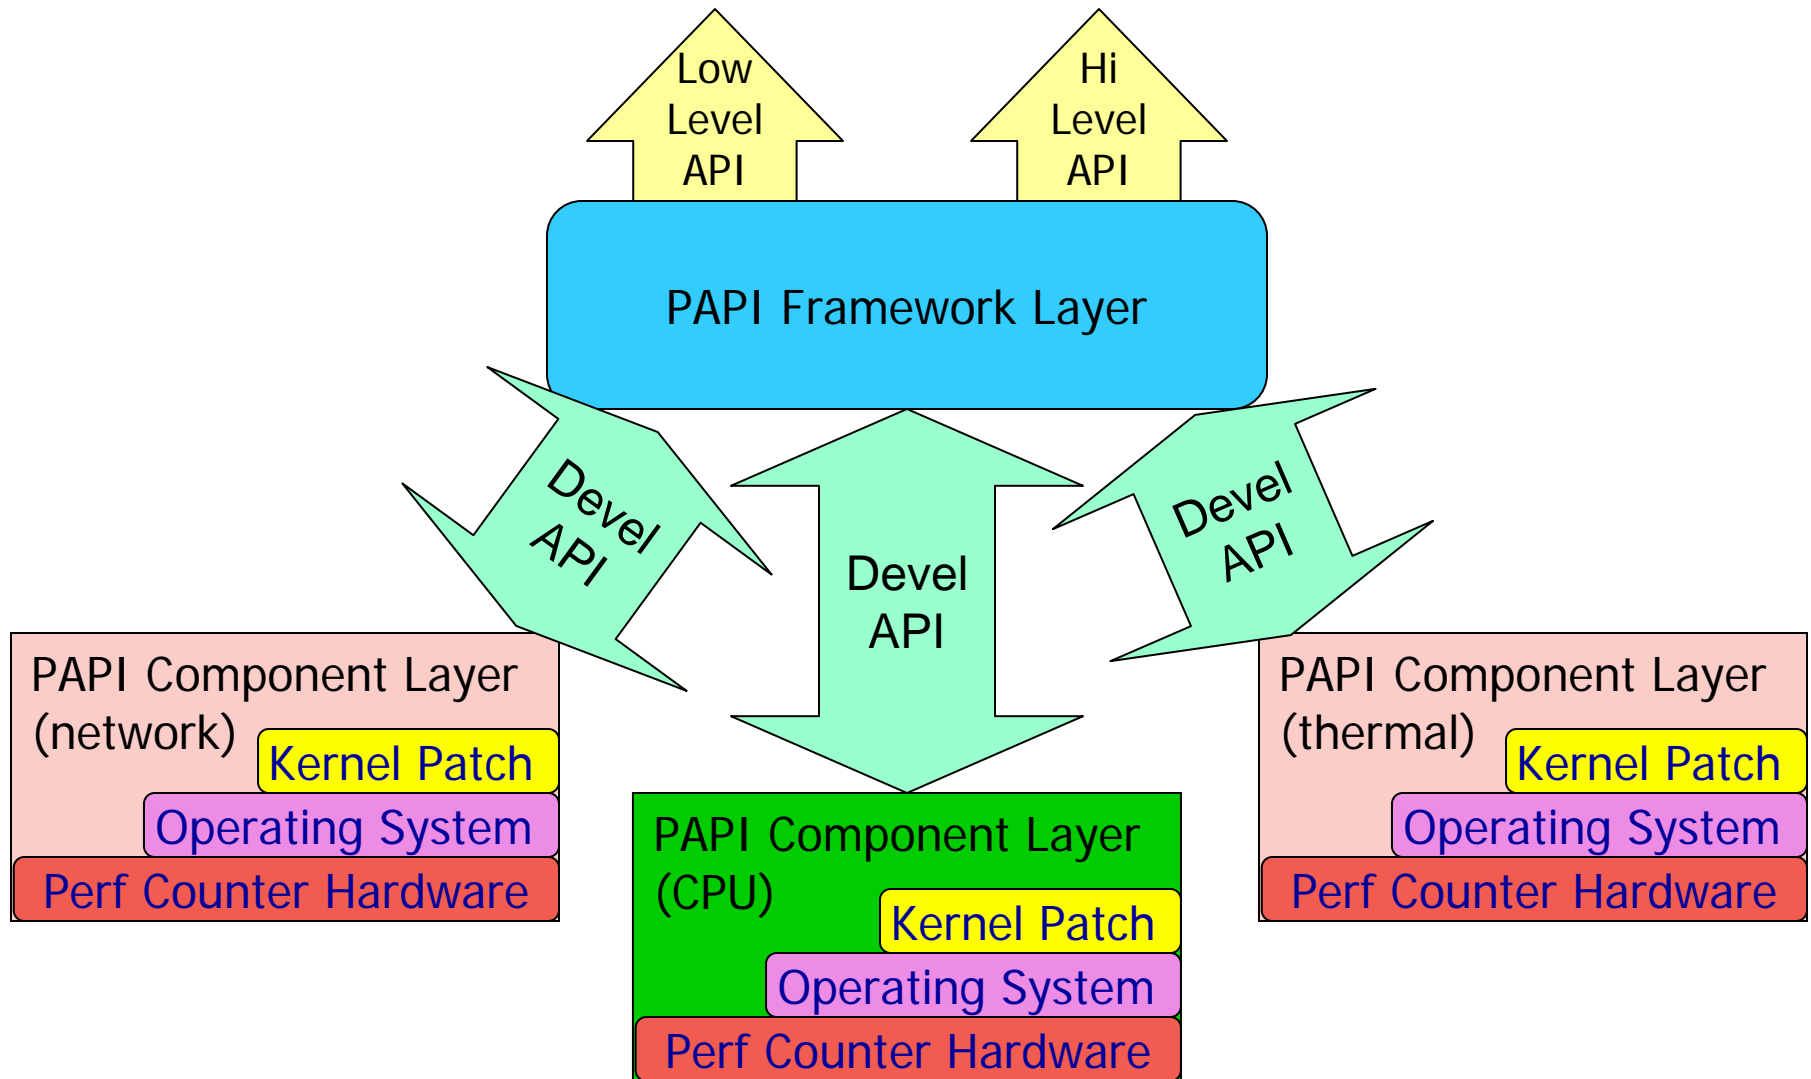 Low
Level
API
Hi
Level
API
PAPI Framework Layer
Devel
API
Devel
API
Devel
API
PAPI Component Layer
(network)
Kernel Patch
Operating System
Perf Counter Hardware
PAPI Component Layer
(CPU)
Kernel Patch
Operating System
Perf Counter Hardware
PAPI Component Layer
(thermal)
Kernel Patch
Operating System
Perf Counter Hardware